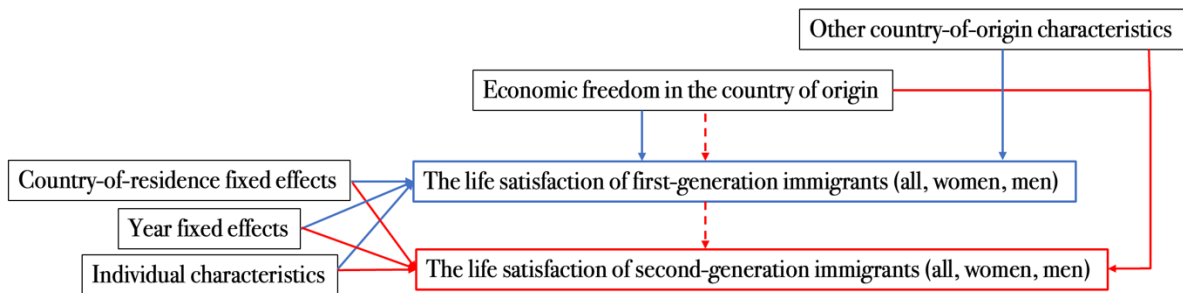 Other country-of-origin characteristics
Economic freedom in the country of origin
The life satisfaction of first-generation immigrants (all, women, men)
Country-of-residence fixed effects
Year fixed effects
Individual characteristics
The life satisfaction of second-generation immigrants (all, women, men)